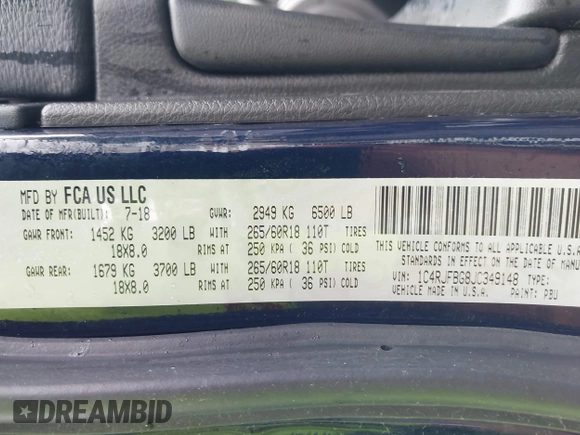 MFD BY FCA US LLC
DATE OF MFR(BUILT): 7-18 GVWR: 2949 KG 6500 LB
GAWR FRONT: 1452 KG 3200 LB WITH 265/60R18 110T TIRES
18X8.0 RIMS AT 250 KPA ( 36 PSI) COLD
GAWR REAR: 1679 KG 3700 LB WITH 265/60R18 110T TIRES
18X8.0 RIMS AT 250 KPA ( 36 PSI) COLD
THIS VEHICLE CONFORMS TO ALL APPLICABLE U.S.A
STANDARDS IN EFFECT ON THE DATE OF MANU
VIN: 1C4RJFBG8JC349148 TYPE:
VEHICLE MADE IN U.S.A. PAINT: PBU
DREAMBID